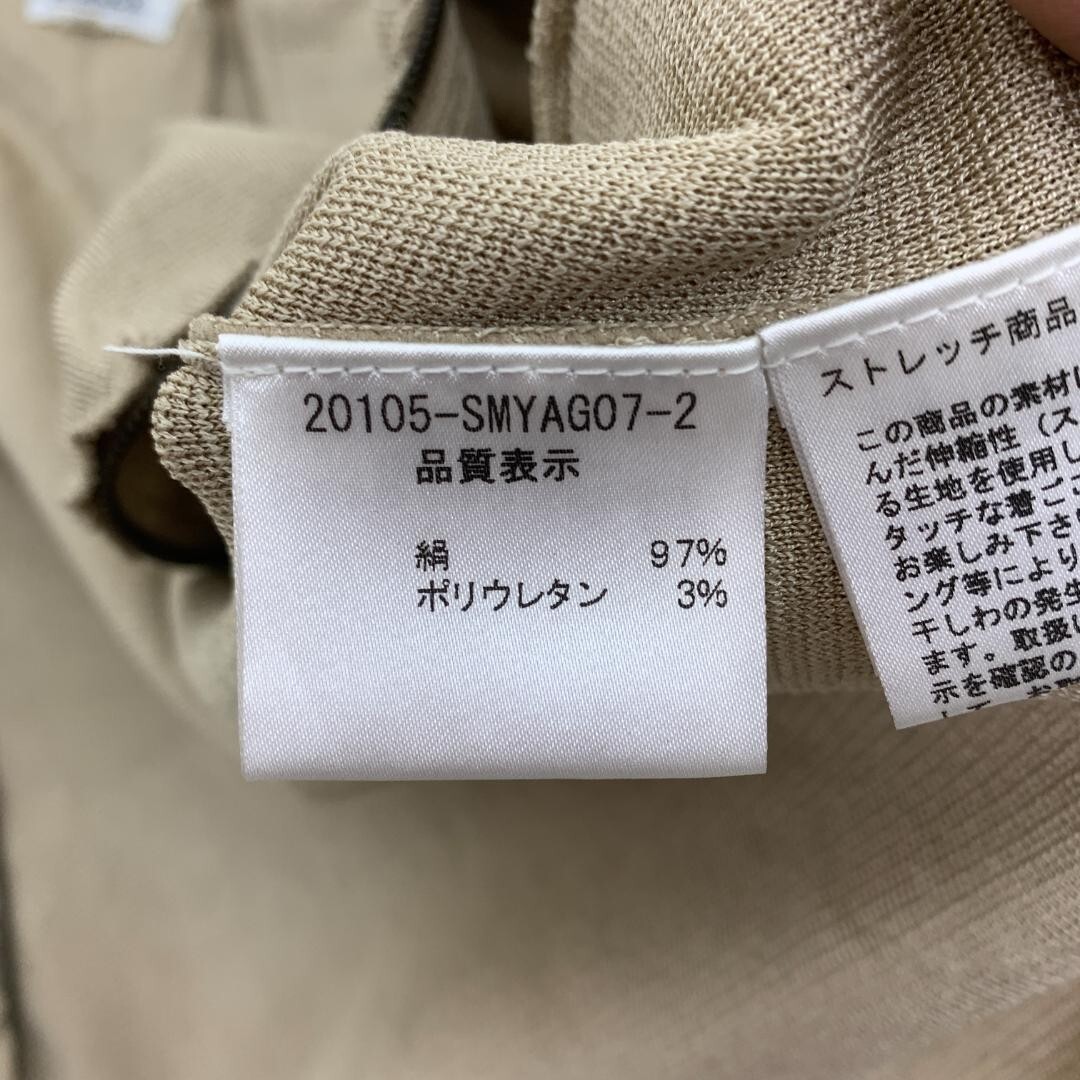 20105-SMYAG07-2
品質表示
絹 97%
ポリウレタン 3%
ストレッチ商品
この商品の素材
んだ伸縮性（ス
る生地を使用し
タッチな着ごこ
お楽しみ下さ
ング等により
干しわの発生
ます。取扱
示を確認の